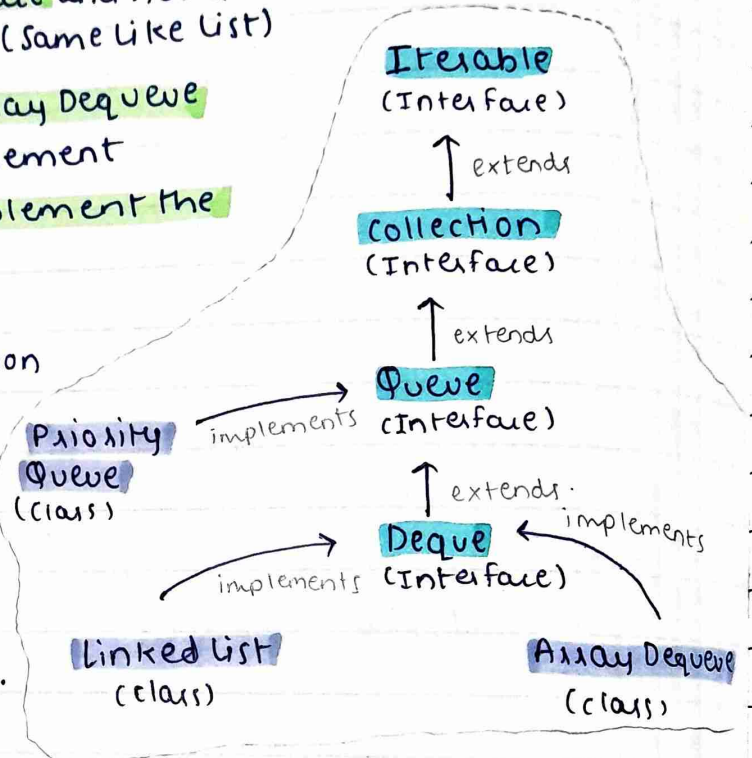 (Same Like List)
ay Dequeue
ement
lement the
on
Iterable
(Interface)
extends
Collection
(Interface)
extends
Queue
(Interface)
implements
Priority
Queue
(Class)
extends.
implements
Deque
(Interface)
implements
Linked List
(Class)
Array Dequeue
(Class)